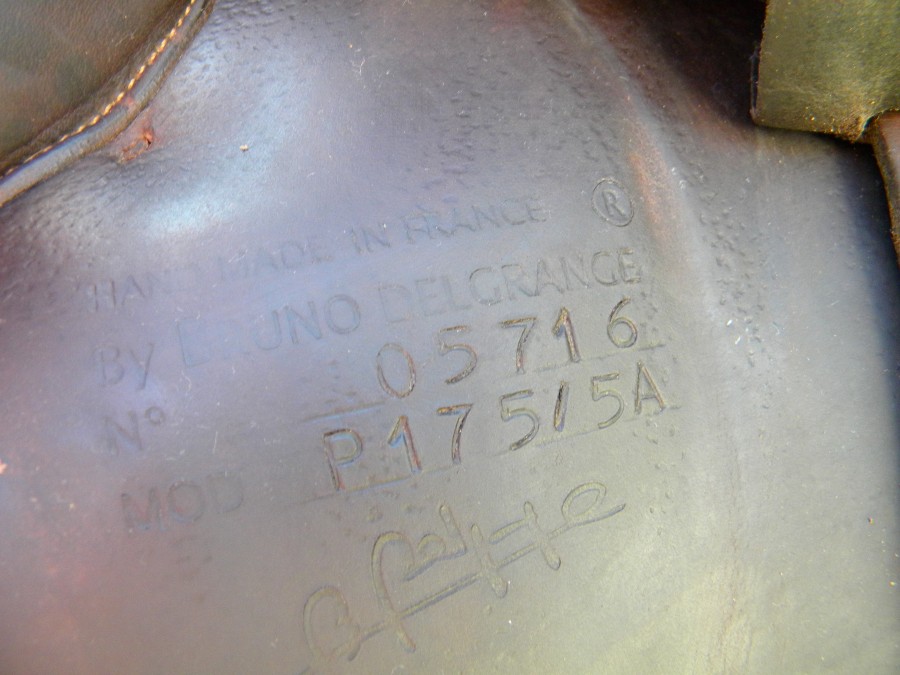 HAND MADE IN FRANCE ®
By BRUNO DELGRANGE
N° 05716
MOD P175/5A